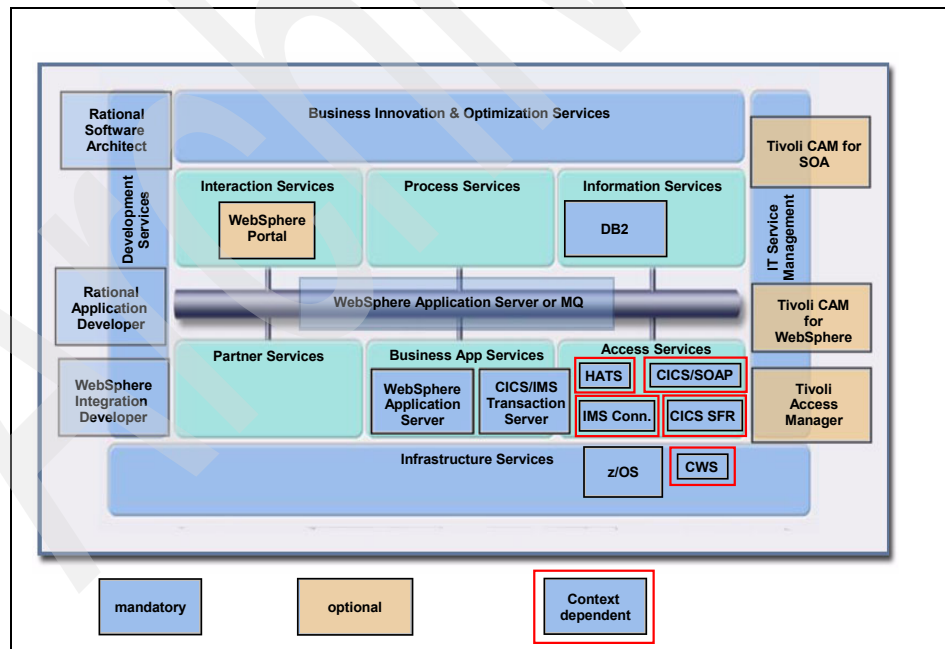 Rational
Software
Architect
Business Innovation & Optimization Services
Tivoli CAM for
SOA
Development
Services
Interaction Services
Process Services
Information Services
WebSphere
Portal
DB2
IT Service
Management
Rational
Application
Developer
WebSphere Application Server or MQ
Tivoli CAM
for
WebSphere
Partner Services
Business App Services
Access Services
WebSphere
Integration
Developer
WebSphere
Application
Server
CICS/IMS
Transaction
Server
HATS
CICS/SOAP
IMS Conn.
CICS SFR
Tivoli
Access
Manager
Infrastructure Services
z/OS
CWS
mandatory
optional
Context
dependent